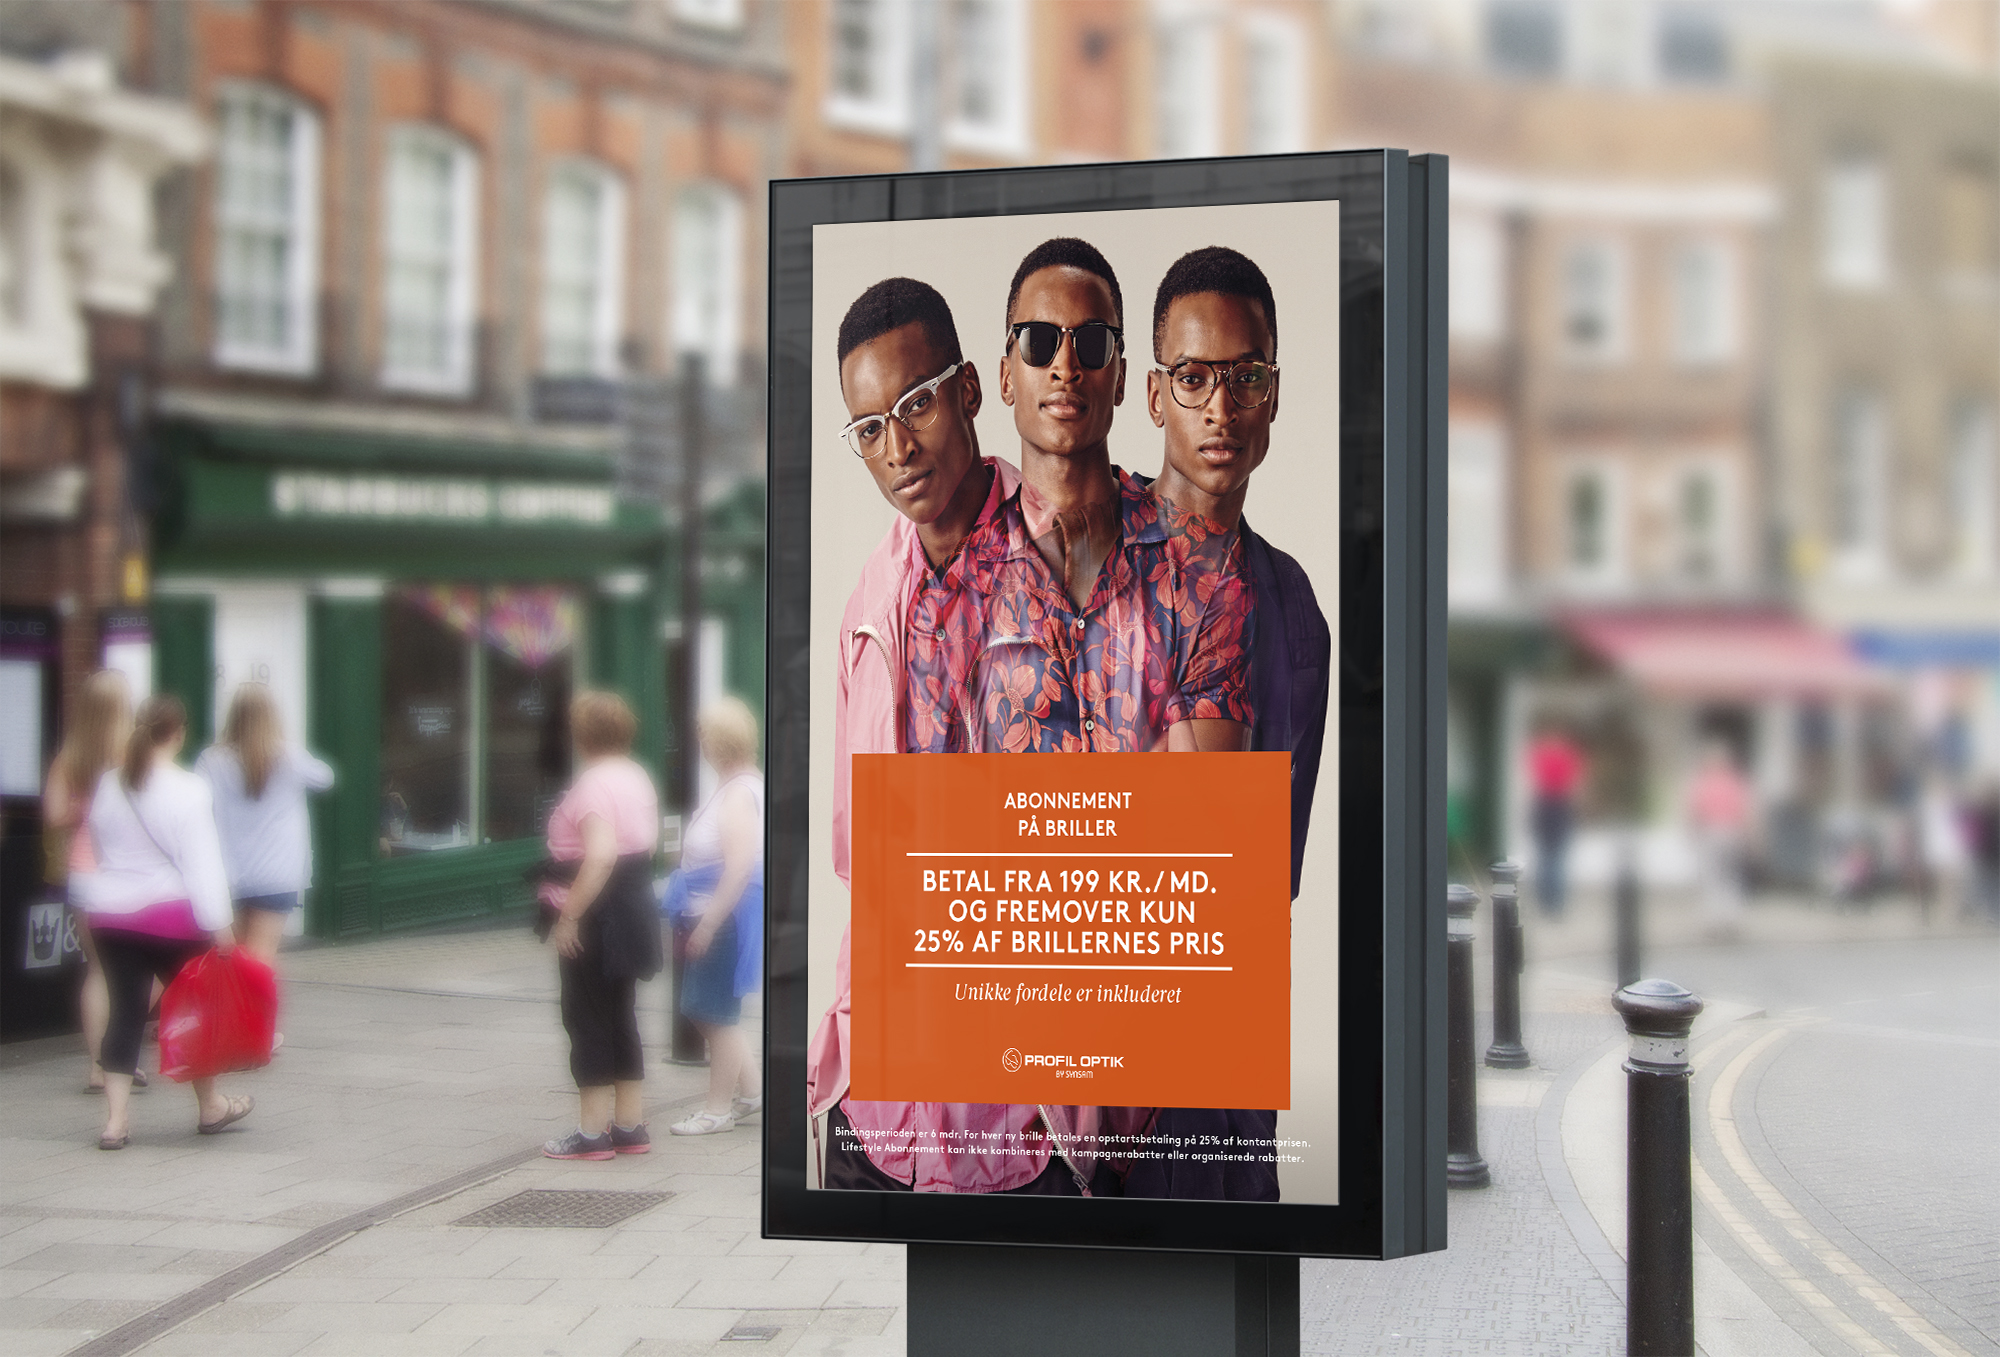 STARBUCKS COFFEE
ABONNEMENT
PÅ BRILLER
BETAL FRA 199 KR./MD.
OG FREMOVER KUN
25% AF BRILLERNES PRIS
Unikke fordele er inkluderet
PROFIL OPTIK
BY SYNSAM
Bindingsperioden er 6 mdr. For hver ny brille betales en opstartsbetaling på 25% af kontantprisen.
Lifestyle Abonnement kan ikke kombineres med kampagnerabatter eller organiserede rabatter.